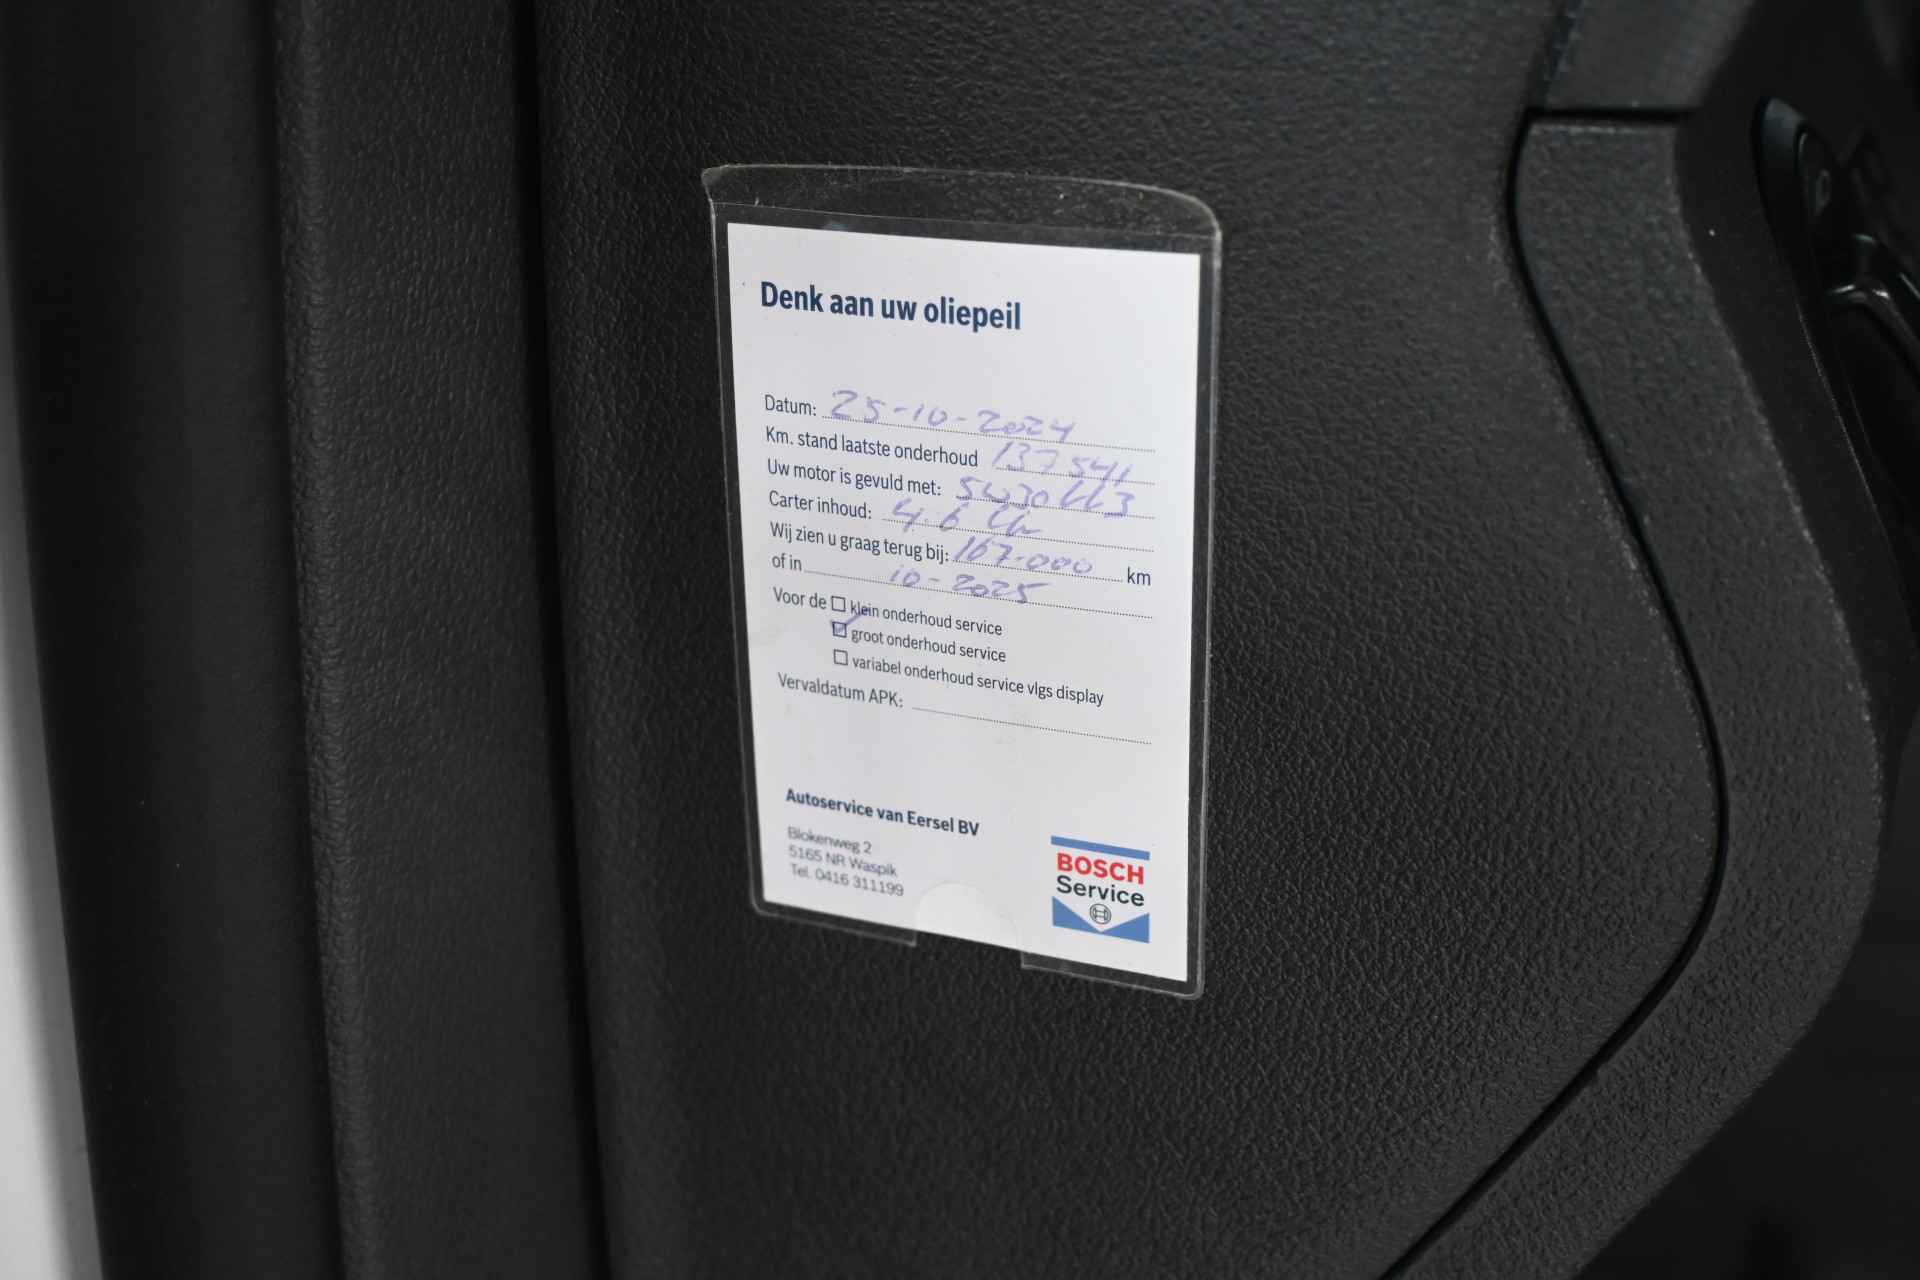 Denk aan uw oliepeil
Datum: 25-10-2024
Km. stand laatste onderhoud 137541
Uw motor is gevuld met: 5w30 LL3
Carter inhoud: 4.6 Ltr
Wij zien u graag terug bij: 167.000 km
of in 10-2025
Voor de klein onderhoud service
groot onderhoud service
variabel onderhoud service vlgs display
Vervaldatum APK:
Autoservice van Eersel BV
Blokenweg 2
5165 NR Waspik
Tel. 0416 311199
BOSCH
Service